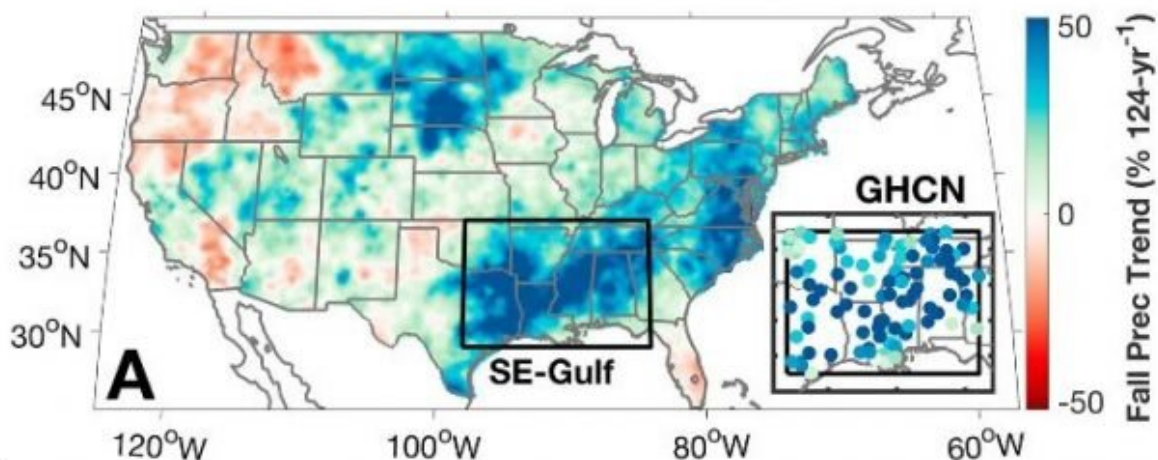 50
45°N
40°N
GHCN
0
35°N
30°N
A
SE-Gulf
-50
Fall Prec Trend (% 124-yr⁻¹)
120°W
100°W
80°W
60°W